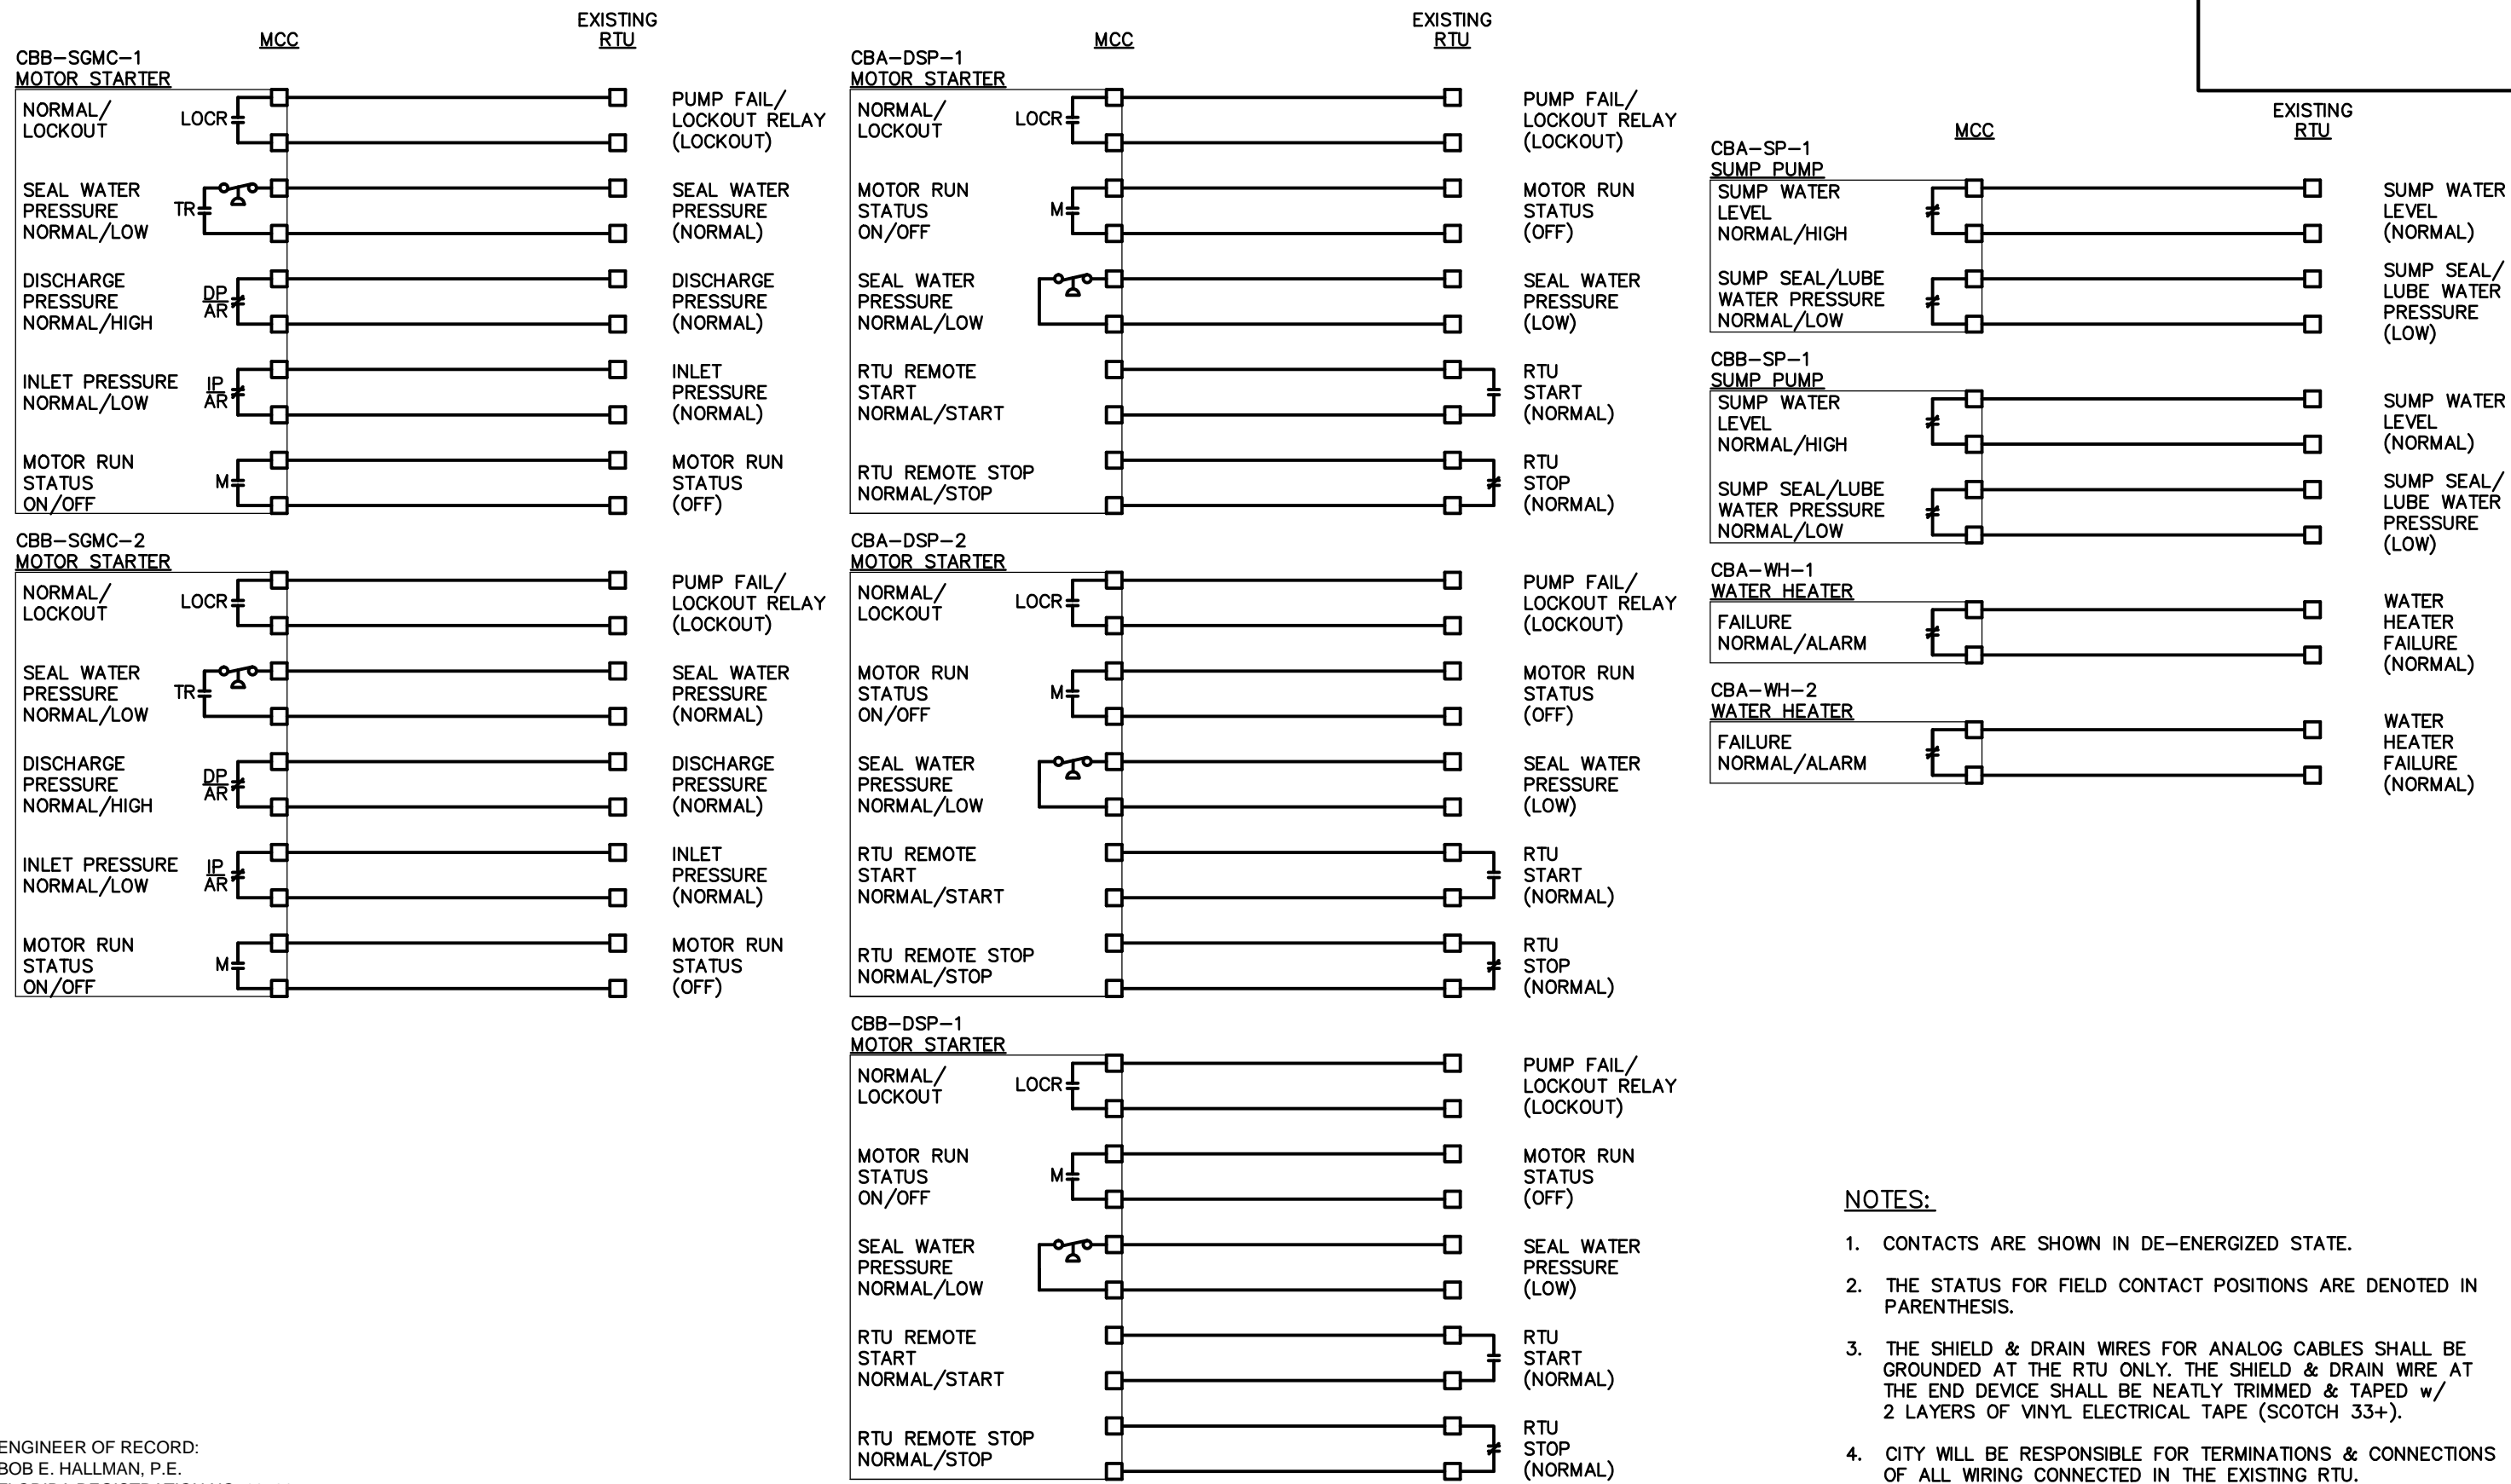 EXISTING
MCC
RTU
CBB-SGMC-1
MOTOR STARTER
NORMAL/
LOCKOUT
LOCR
PUMP FAIL/
LOCKOUT RELAY
(LOCKOUT)
SEAL WATER
PRESSURE
NORMAL/LOW
TR
SEAL WATER
PRESSURE
(NORMAL)
DISCHARGE
PRESSURE
NORMAL/HIGH
DP
AR
DISCHARGE
PRESSURE
(NORMAL)
INLET PRESSURE
NORMAL/LOW
IP
AR
INLET
PRESSURE
(NORMAL)
MOTOR RUN
STATUS
ON/OFF
M
MOTOR RUN
STATUS
(OFF)
CBB-SGMC-2
MOTOR STARTER
NORMAL/
LOCKOUT
LOCR
PUMP FAIL/
LOCKOUT RELAY
(LOCKOUT)
SEAL WATER
PRESSURE
NORMAL/LOW
TR
SEAL WATER
PRESSURE
(NORMAL)
DISCHARGE
PRESSURE
NORMAL/HIGH
DP
AR
DISCHARGE
PRESSURE
(NORMAL)
INLET PRESSURE
NORMAL/LOW
IP
AR
INLET
PRESSURE
(NORMAL)
MOTOR RUN
STATUS
ON/OFF
M
MOTOR RUN
STATUS
(OFF)
EXISTING
MCC
RTU
CBA-DSP-1
MOTOR STARTER
NORMAL/
LOCKOUT
LOCR
PUMP FAIL/
LOCKOUT RELAY
(LOCKOUT)
MOTOR RUN
STATUS
ON/OFF
M
MOTOR RUN
STATUS
(OFF)
SEAL WATER
PRESSURE
NORMAL/LOW
SEAL WATER
PRESSURE
(LOW)
RTU REMOTE
START
NORMAL/START
RTU
START
(NORMAL)
RTU REMOTE STOP
NORMAL/STOP
RTU
STOP
(NORMAL)
CBA-DSP-2
MOTOR STARTER
NORMAL/
LOCKOUT
LOCR
PUMP FAIL/
LOCKOUT RELAY
(LOCKOUT)
MOTOR RUN
STATUS
ON/OFF
M
MOTOR RUN
STATUS
(OFF)
SEAL WATER
PRESSURE
NORMAL/LOW
SEAL WATER
PRESSURE
(LOW)
RTU REMOTE
START
NORMAL/START
RTU
START
(NORMAL)
RTU REMOTE STOP
NORMAL/STOP
RTU
STOP
(NORMAL)
CBB-DSP-1
MOTOR STARTER
NORMAL/
LOCKOUT
LOCR
PUMP FAIL/
LOCKOUT RELAY
(LOCKOUT)
MOTOR RUN
STATUS
ON/OFF
M
MOTOR RUN
STATUS
(OFF)
SEAL WATER
PRESSURE
NORMAL/LOW
SEAL WATER
PRESSURE
(LOW)
RTU REMOTE
START
NORMAL/START
RTU
START
(NORMAL)
RTU REMOTE STOP
NORMAL/STOP
RTU
STOP
(NORMAL)
EXISTING
MCC
RTU
CBA-SP-1
SUMP PUMP
SUMP WATER
LEVEL
NORMAL/HIGH
SUMP WATER
LEVEL
(NORMAL)
SUMP SEAL/LUBE
WATER PRESSURE
NORMAL/LOW
SUMP SEAL/
LUBE WATER
PRESSURE
(LOW)
CBB-SP-1
SUMP PUMP
SUMP WATER
LEVEL
NORMAL/HIGH
SUMP WATER
LEVEL
(NORMAL)
SUMP SEAL/LUBE
WATER PRESSURE
NORMAL/LOW
SUMP SEAL/
LUBE WATER
PRESSURE
(LOW)
CBA-WH-1
WATER HEATER
FAILURE
NORMAL/ALARM
WATER
HEATER
FAILURE
(NORMAL)
CBA-WH-2
WATER HEATER
FAILURE
NORMAL/ALARM
WATER
HEATER
FAILURE
(NORMAL)
NOTES:
1. CONTACTS ARE SHOWN IN DE-ENERGIZED STATE.
2. THE STATUS FOR FIELD CONTACT POSITIONS ARE DENOTED IN
PARENTHESIS.
3. THE SHIELD & DRAIN WIRES FOR ANALOG CABLES SHALL BE
GROUNDED AT THE RTU ONLY. THE SHIELD & DRAIN WIRE AT
THE END DEVICE SHALL BE NEATLY TRIMMED & TAPED w/
2 LAYERS OF VINYL ELECTRICAL TAPE (SCOTCH 33+).
4. CITY WILL BE RESPONSIBLE FOR TERMINATIONS & CONNECTIONS
OF ALL WIRING CONNECTED IN THE EXISTING RTU.
ENGINEER OF RECORD:
BOB E. HALLMAN, P.E.